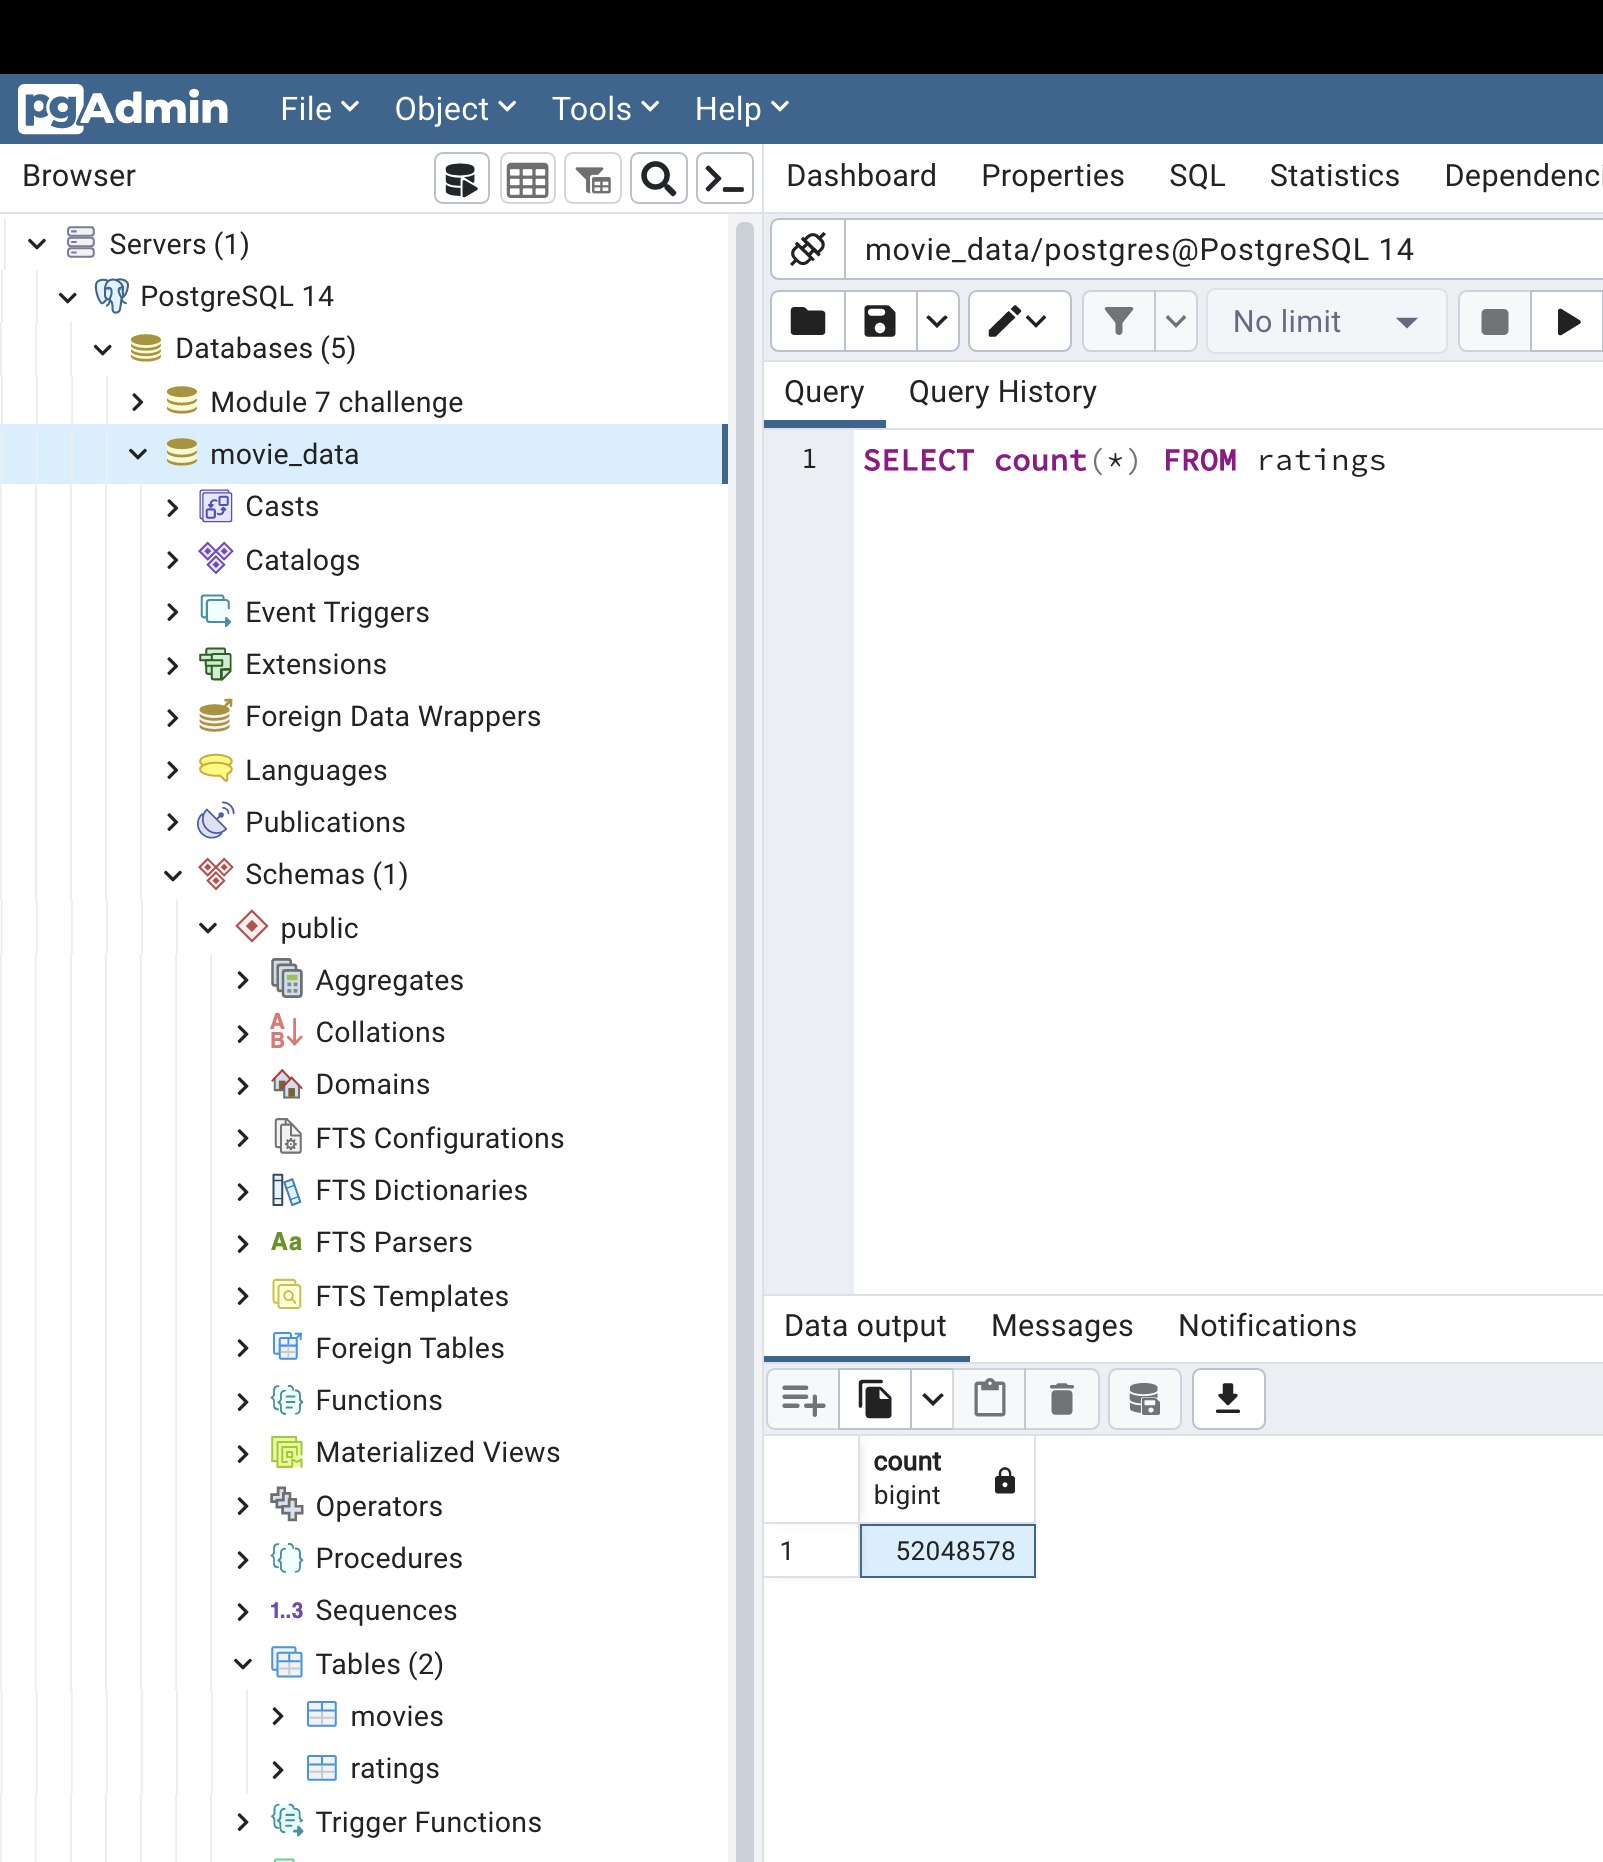 pgAdmin
File
Object
Tools
Help
Browser
Dashboard
Properties
SQL
Statistics
Dependenci
Servers (1)
PostgreSQL 14
Databases (5)
Module 7 challenge
movie_data
Casts
Catalogs
Event Triggers
Extensions
Foreign Data Wrappers
Languages
Publications
Schemas (1)
public
Aggregates
Collations
Domains
FTS Configurations
FTS Dictionaries
Aa FTS Parsers
FTS Templates
Foreign Tables
Functions
Materialized Views
Operators
Procedures
1..3 Sequences
Tables (2)
movies
ratings
Trigger Functions
movie_data/postgres@PostgreSQL 14
No limit
Query
Query History
1 SELECT count(*) FROM ratings
Data output
Messages
Notifications
count
bigint
1 52048578